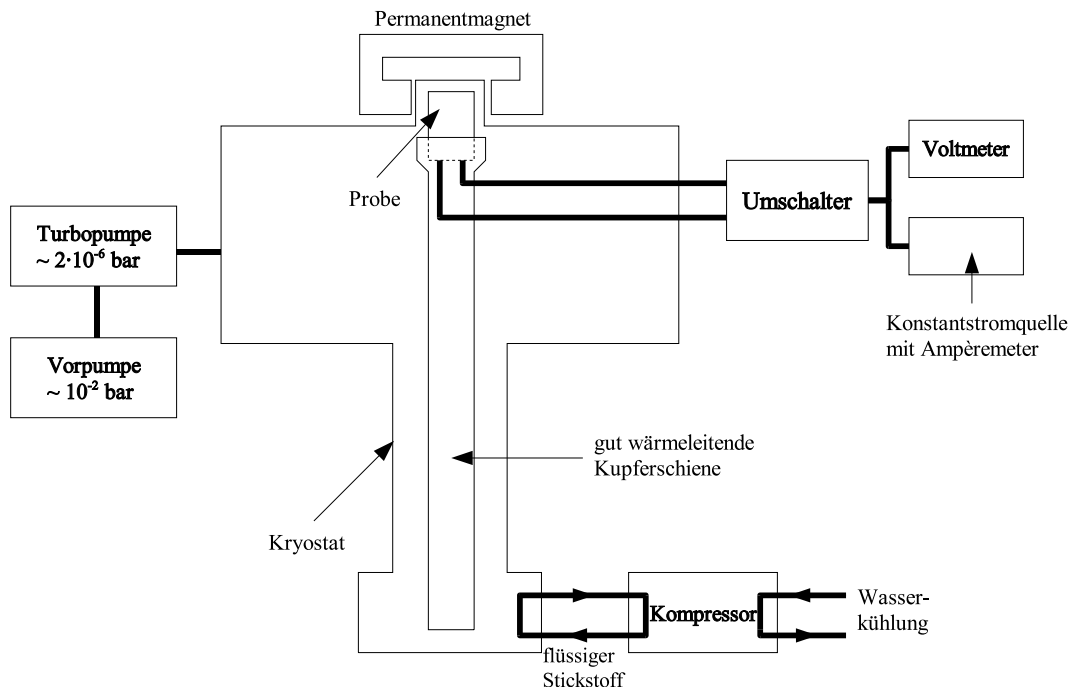 Permanentmagnet
Probe
Voltmeter
Umschalter
Konstantstromquelle
mit Ampèremeter
Turbopumpe
~ 2·10⁻⁶ bar
Vorpumpe
~ 10⁻² bar
gut wärmeleitende
Kupferschiene
Kryostat
Kompressor
Wasser-
kühlung
flüssiger
Stickstoff